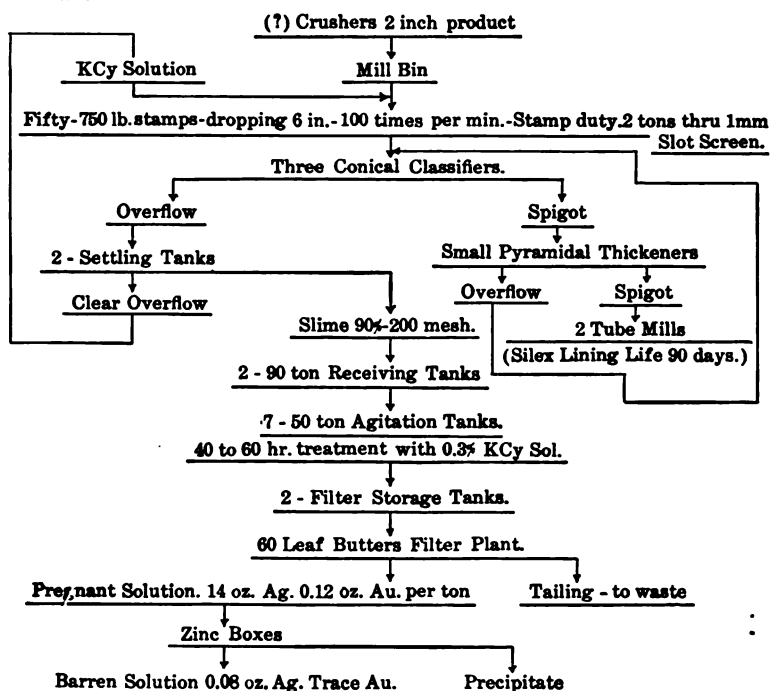 (?) Crushers 2 inch product
KCy Solution
Mill Bin
Fifty-750 lb. stamps-dropping 6 in.-100 times per min.-Stamp duty.2 tons thru 1mm
Slot Screen.
Three Conical Classifiers.
Overflow
Spigot
2 - Settling Tanks
Small Pyramidal Thickeners
Clear Overflow
Overflow
Spigot
Slime 90%-200 mesh.
2 Tube Mills
(Silex Lining Life 90 days.)
2 - 90 ton Receiving Tanks
7 - 50 ton Agitation Tanks.
40 to 60 hr. treatment with 0.3% KCy Sol.
2 - Filter Storage Tanks.
60 Leaf Butters Filter Plant.
Pregnant Solution. 14 oz. Ag. 0.12 oz. Au. per ton
Tailing - to waste
Zinc Boxes
Barren Solution 0.08 oz. Ag. Trace Au.
Precipitate